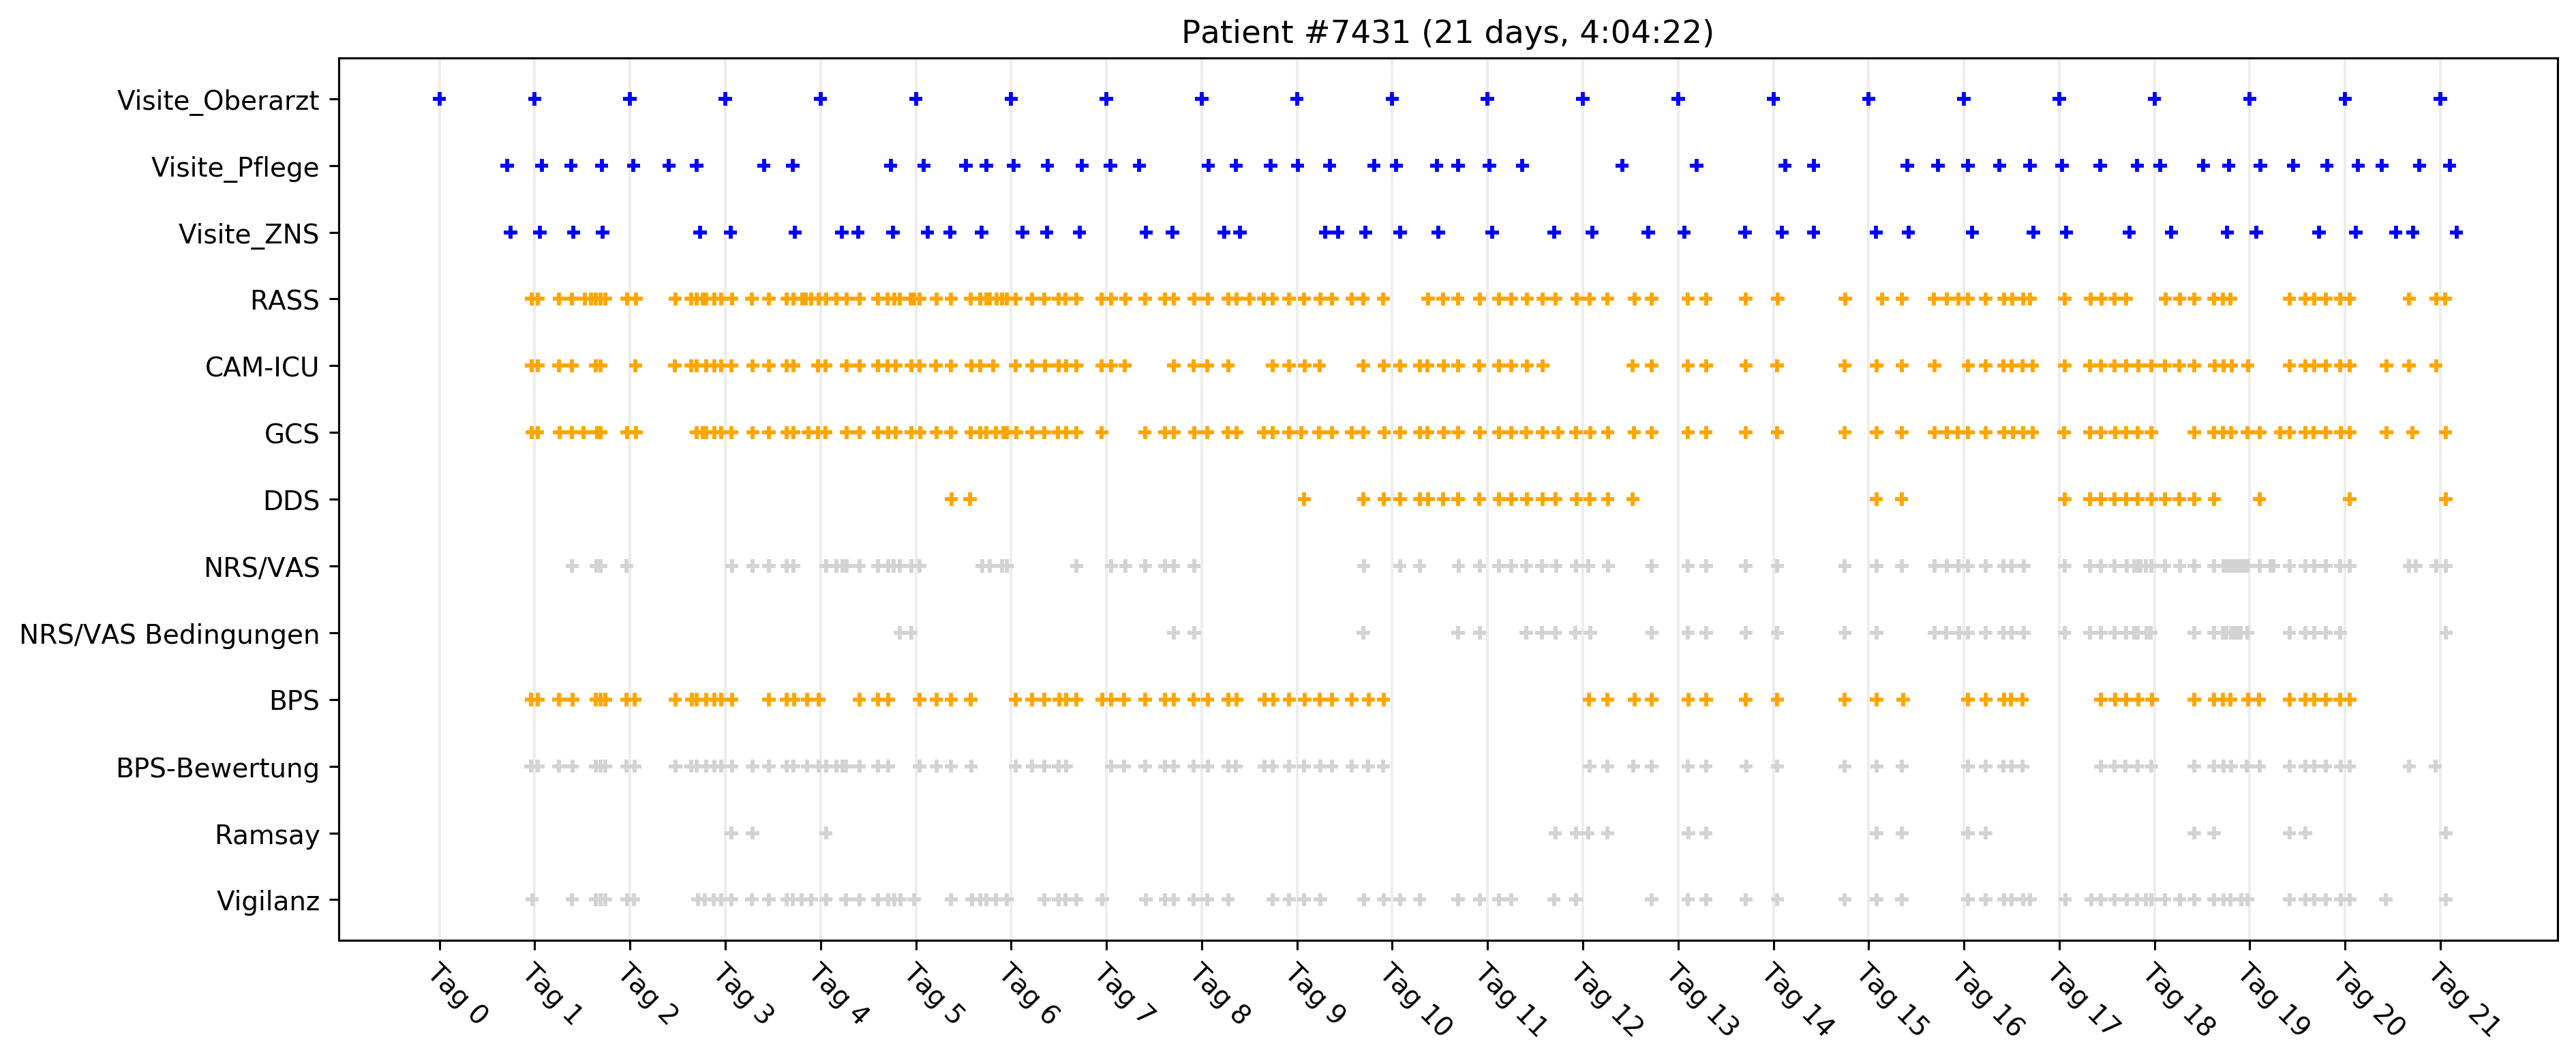 Patient #7431 (21 days, 4:04:22)
Visite_Oberarzt
Visite_Pflege
Visite_ZNS
RASS
CAM-ICU
GCS
DDS
NRS/VAS
NRS/VAS Bedingungen
BPS
BPS-Bewertung
Ramsay
Vigilanz
Tag 0
Tag 1
Tag 2
Tag 3
Tag 4
Tag 5
Tag 6
Tag 7
Tag 8
Tag 9
Tag 10
Tag 11
Tag 12
Tag 13
Tag 14
Tag 15
Tag 16
Tag 17
Tag 18
Tag 19
Tag 20
Tag 21